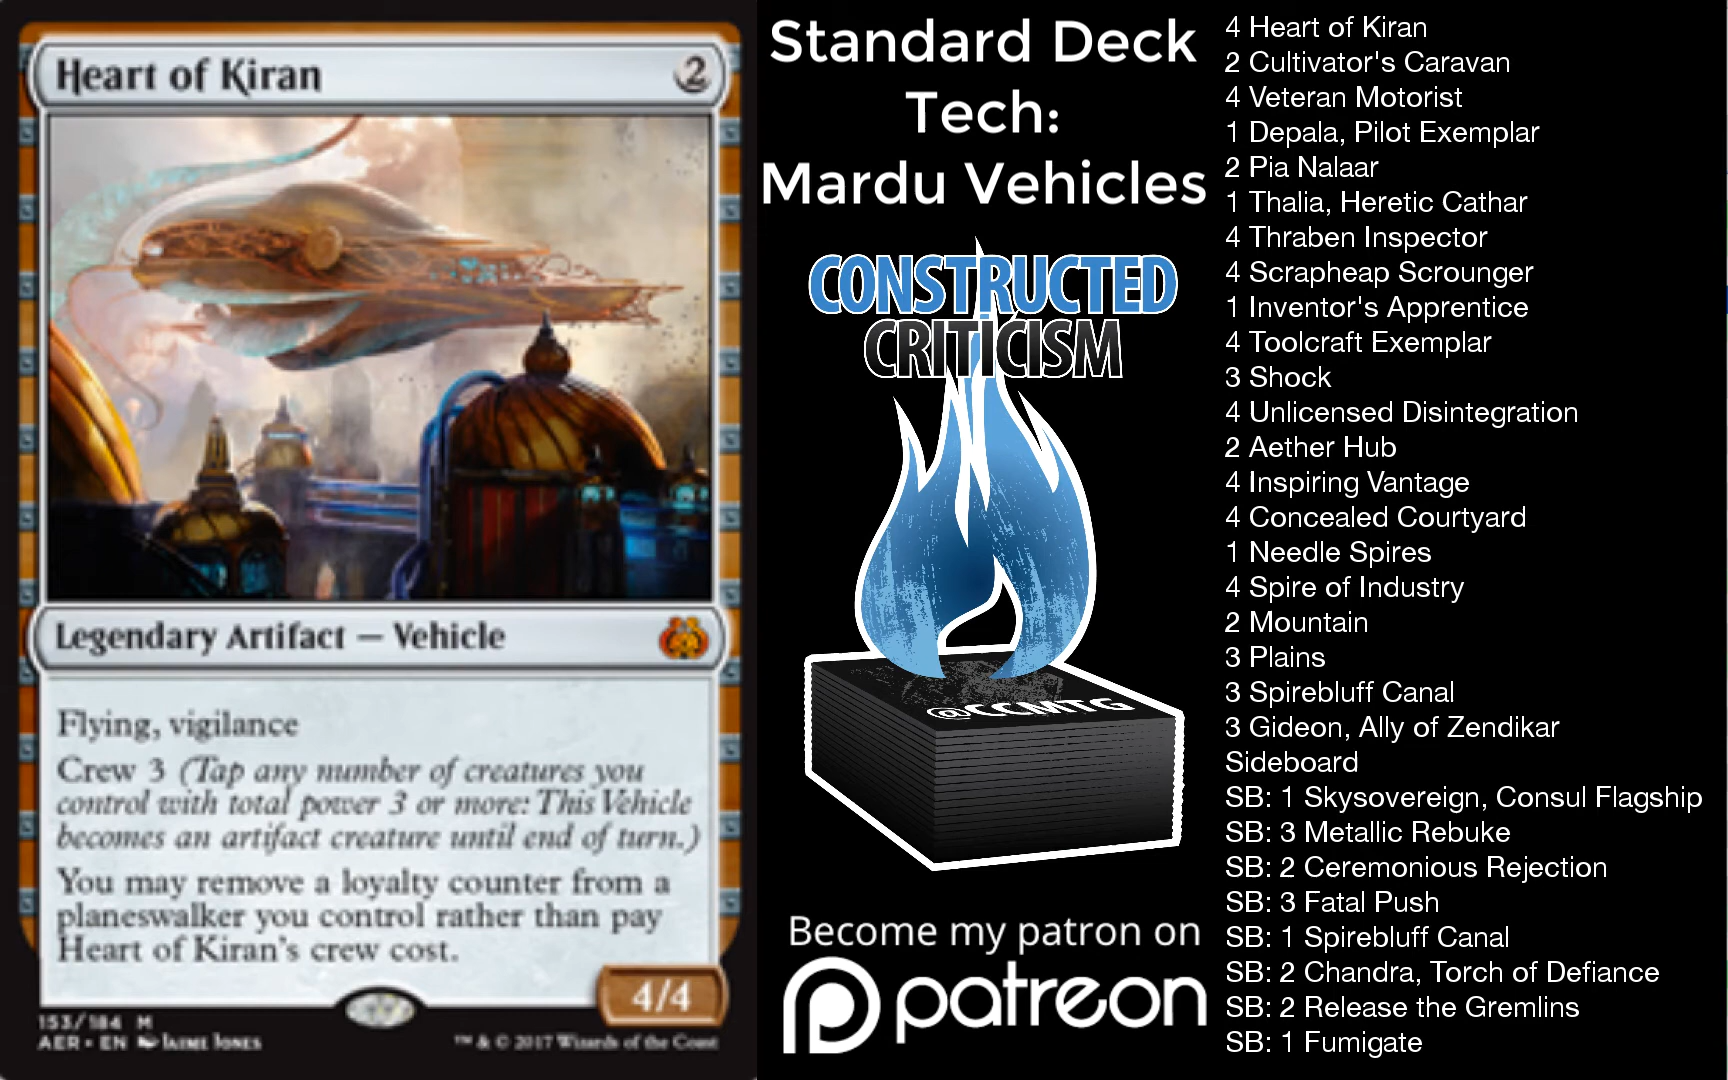 Heart of Kiran
2
Legendary Artifact — Vehicle
Flying, vigilance
Crew 3 (Tap any number of creatures you
control with total power 3 or more: This Vehicle
becomes an artifact creature until end of turn.)
You may remove a loyalty counter from a
planeswalker you control rather than pay
Heart of Kiran's crew cost.
4/4
153/184 M
AER • EN Jaime Jones
™ & © 2017 Wizards of the Coast
Standard Deck
Tech:
Mardu Vehicles
CONSTRUCTED
CRITICISM
@CCMTG
Become my patron on
patreon
4 Heart of Kiran
2 Cultivator's Caravan
4 Veteran Motorist
1 Depala, Pilot Exemplar
2 Pia Nalaar
1 Thalia, Heretic Cathar
4 Thraben Inspector
4 Scrapheap Scrounger
1 Inventor's Apprentice
4 Toolcraft Exemplar
3 Shock
4 Unlicensed Disintegration
2 Aether Hub
4 Inspiring Vantage
4 Concealed Courtyard
1 Needle Spires
4 Spire of Industry
2 Mountain
3 Plains
3 Spirebluff Canal
3 Gideon, Ally of Zendikar
Sideboard
SB: 1 Skysovereign, Consul Flagship
SB: 3 Metallic Rebuke
SB: 2 Ceremonious Rejection
SB: 3 Fatal Push
SB: 1 Spirebluff Canal
SB: 2 Chandra, Torch of Defiance
SB: 2 Release the Gremlins
SB: 1 Fumigate